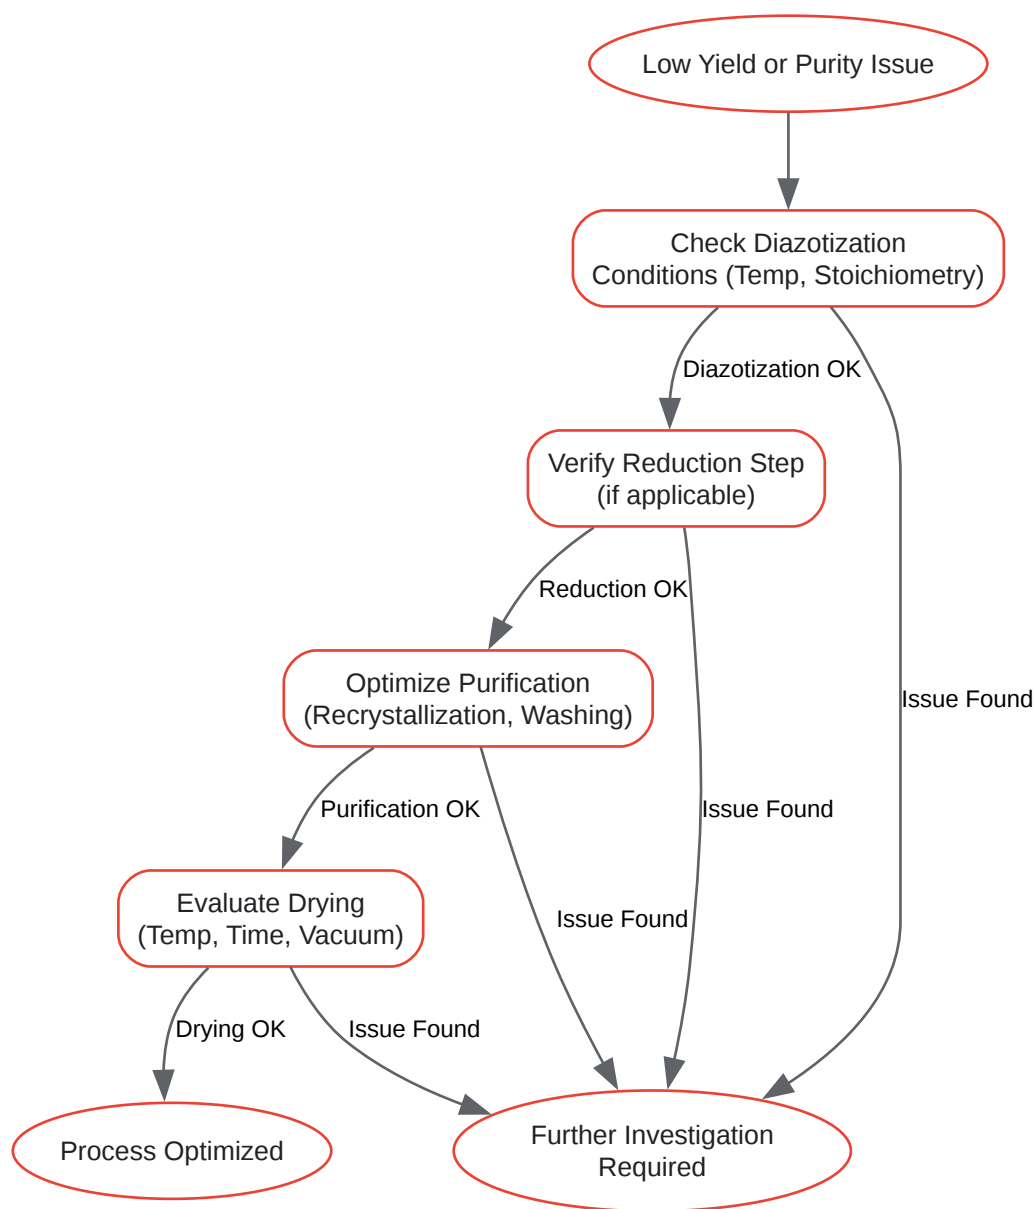 Low Yield or Purity Issue
Check Diazotization
Conditions (Temp, Stoichiometry)
Diazotization OK
Verify Reduction Step
(if applicable)
Reduction OK
Optimize Purification
(Recrystallization, Washing)
Issue Found
Purification OK
Issue Found
Evaluate Drying
(Temp, Time, Vacuum)
Issue Found
Drying OK
Issue Found
Process Optimized
Further Investigation
Required